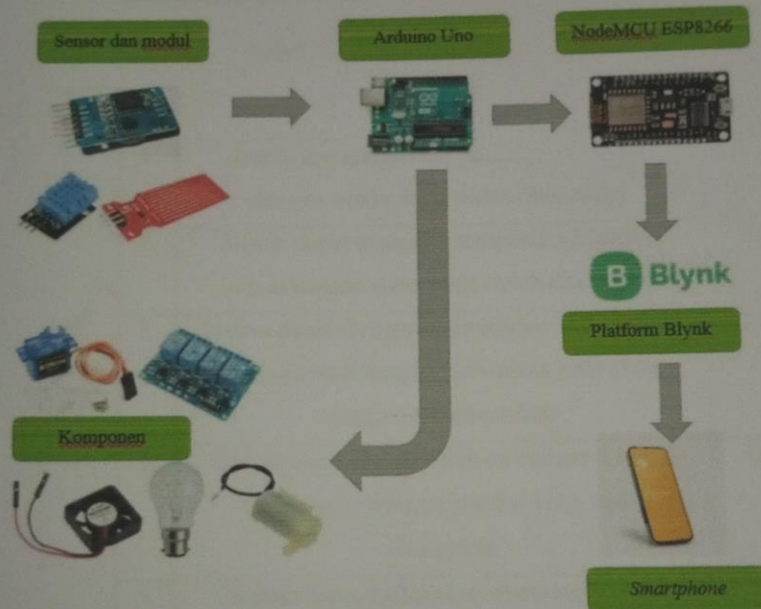 Sensor dan modul
Arduino Uno
NodeMCU ESP8266
B Blynk
Platform Blynk
Komponen
Smartphone